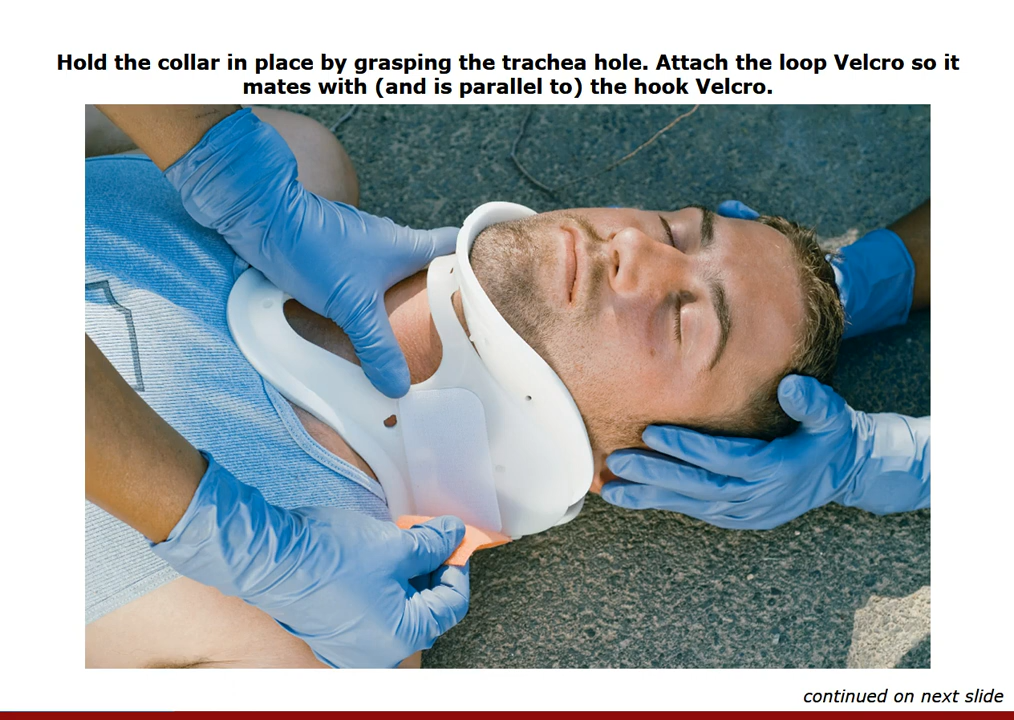 Hold the collar in place by grasping the trachea hole. Attach the loop Velcro so it
mates with (and is parallel to) the hook Velcro.
continued on next slide